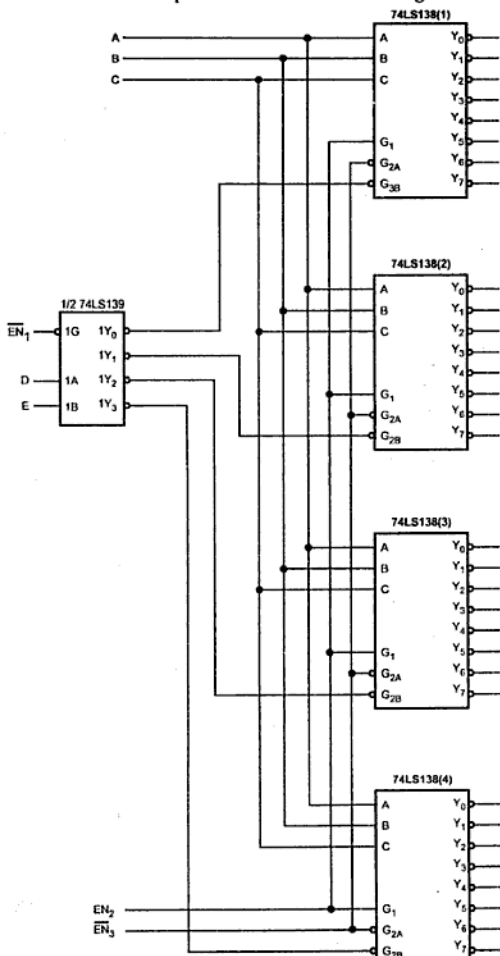 74LS138(1)
A
B
C
A
B
C
G1
G2A
G3B
Y0
Y1
Y2
Y3
Y4
Y5
Y6
Y7
74LS138(2)
A
B
C
G1
G2A
G2B
Y0
Y1
Y2
Y3
Y4
Y5
Y6
Y7
1/2 74LS139
E̅N̅1
D
E
1G
1A
1B
1Y0
1Y1
1Y2
1Y3
74LS138(3)
A
B
C
G1
G2A
G2B
Y0
Y1
Y2
Y3
Y4
Y5
Y6
Y7
74LS138(4)
A
B
C
G1
G2A
G2B
Y0
Y1
Y2
Y3
Y4
Y5
Y6
Y7
EN2
E̅N̅3